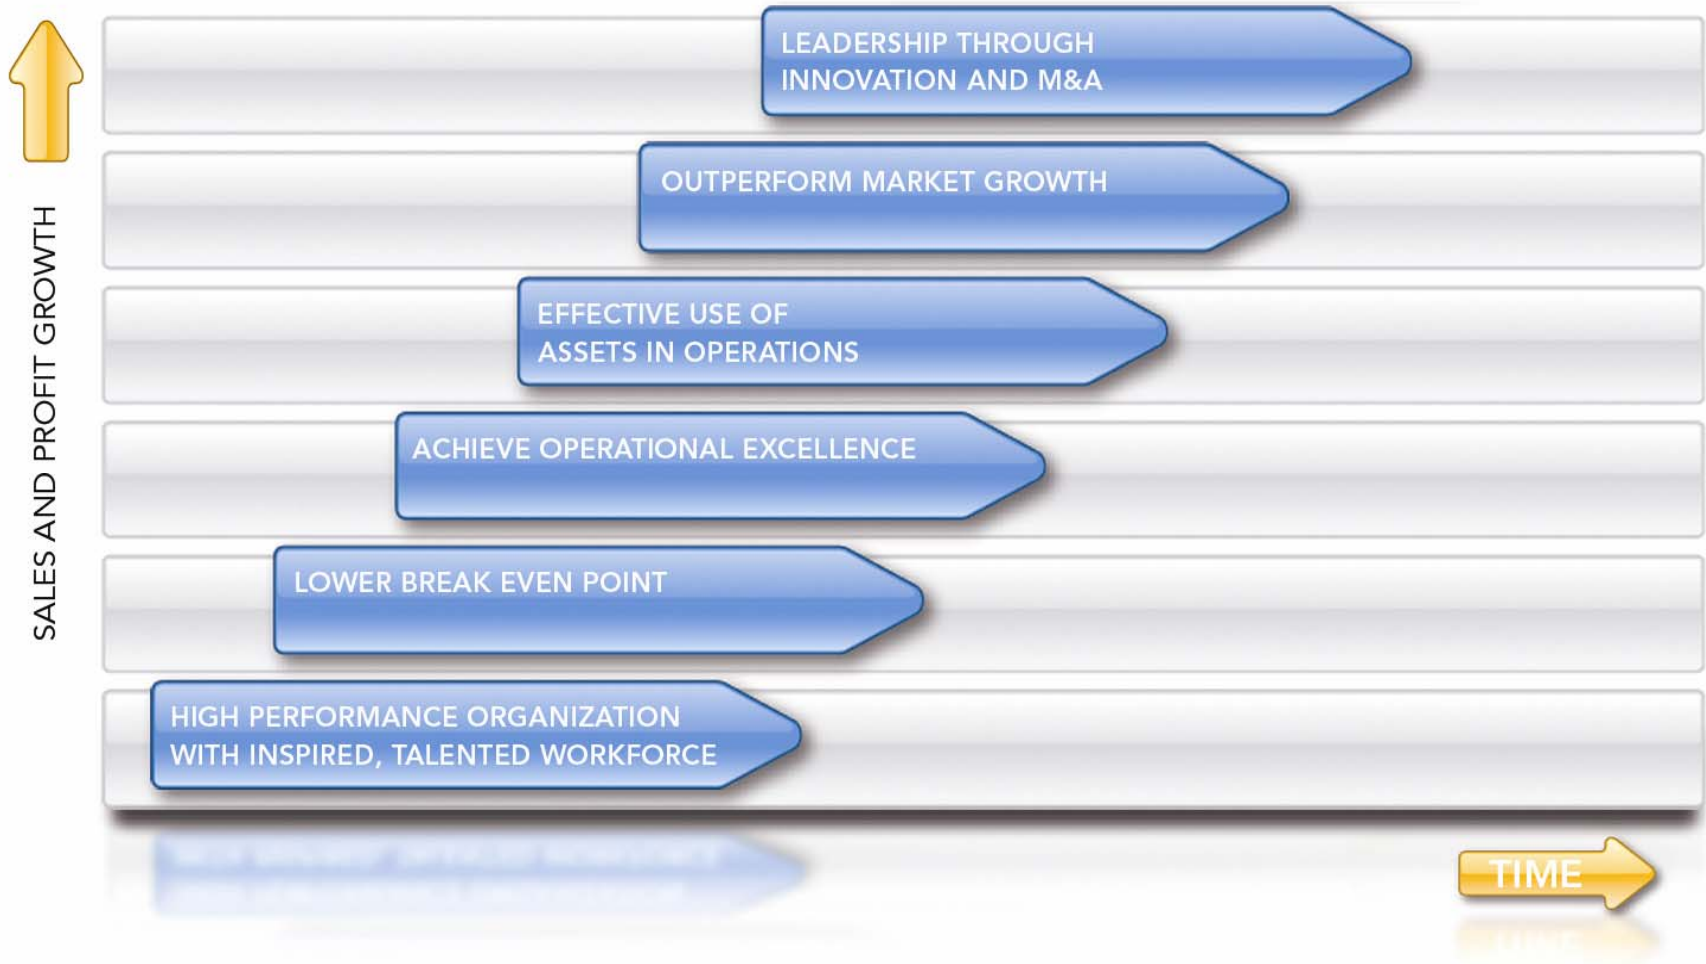 LEADERSHIP THROUGH
INNOVATION AND M&A
OUTPERFORM MARKET GROWTH
EFFECTIVE USE OF
ASSETS IN OPERATIONS
ACHIEVE OPERATIONAL EXCELLENCE
LOWER BREAK EVEN POINT
HIGH PERFORMANCE ORGANIZATION
WITH INSPIRED, TALENTED WORKFORCE
SALES AND PROFIT GROWTH
TIME